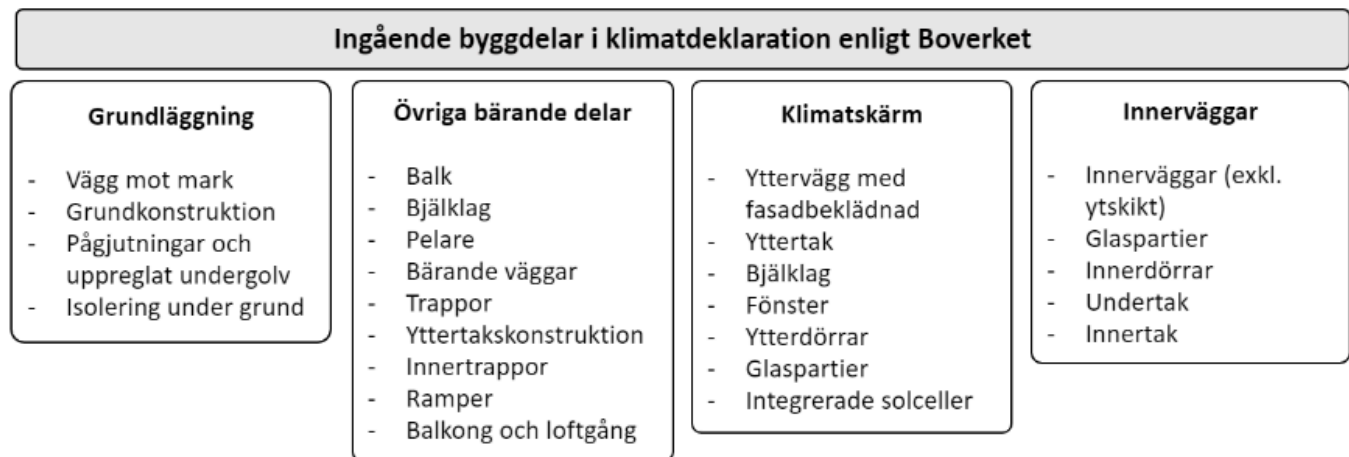 Ingående byggdelar i klimatdeklaration enligt Boverket
Grundläggning
- Vägg mot mark
- Grundkonstruktion
- Pågjutningar och
uppreglat undergolv
- Isolering under grund
Övriga bärande delar
- Balk
- Bjälklag
- Pelare
- Bärande väggar
- Trappor
- Yttertakskonstruktion
- Innertrappor
- Ramper
- Balkong och loftgång
Klimatskärm
- Yttervägg med
fasadbeklädnad
- Yttertak
- Bjälklag
- Fönster
- Ytterdörrar
- Glaspartier
- Integrerade solceller
Innerväggar
- Innerväggar (exkl.
ytskikt)
- Glaspartier
- Innerdörrar
- Undertak
- Innertak